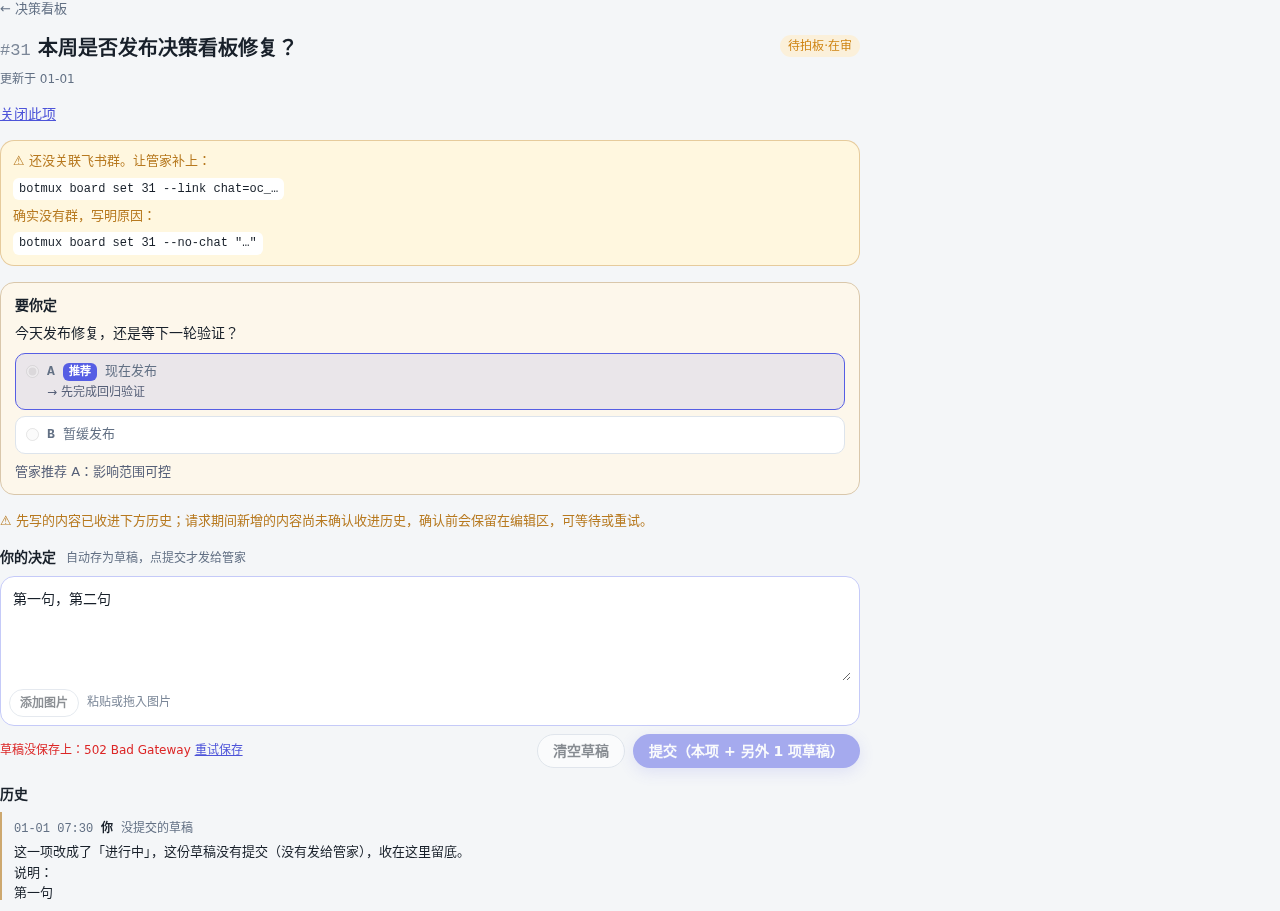 ← 决策看板
#31 本周是否发布决策看板修复？
待拍板·在审
更新于 01-01
关闭此项
⚠ 还没关联飞书群。让管家补上：
botmux board set 31 --link chat=oc_…
确实没有群，写明原因：
botmux board set 31 --no-chat "…"
要你定
今天发布修复，还是等下一轮验证？
A 推荐 现在发布
→ 先完成回归验证
B 暂缓发布
管家推荐 A：影响范围可控
⚠ 先写的内容已收进下方历史；请求期间新增的内容尚未确认收进历史，确认前会保留在编辑区，可等待或重试。
你的决定 自动存为草稿，点提交才发给管家
第一句，第二句
添加图片 粘贴或拖入图片
草稿没保存上：502 Bad Gateway 重试保存
清空草稿
提交（本项 + 另外 1 项草稿）
历史
01-01 07:30 你 没提交的草稿
这一项改成了「进行中」，这份草稿没有提交（没有发给管家），收在这里留底。
说明：
第一句